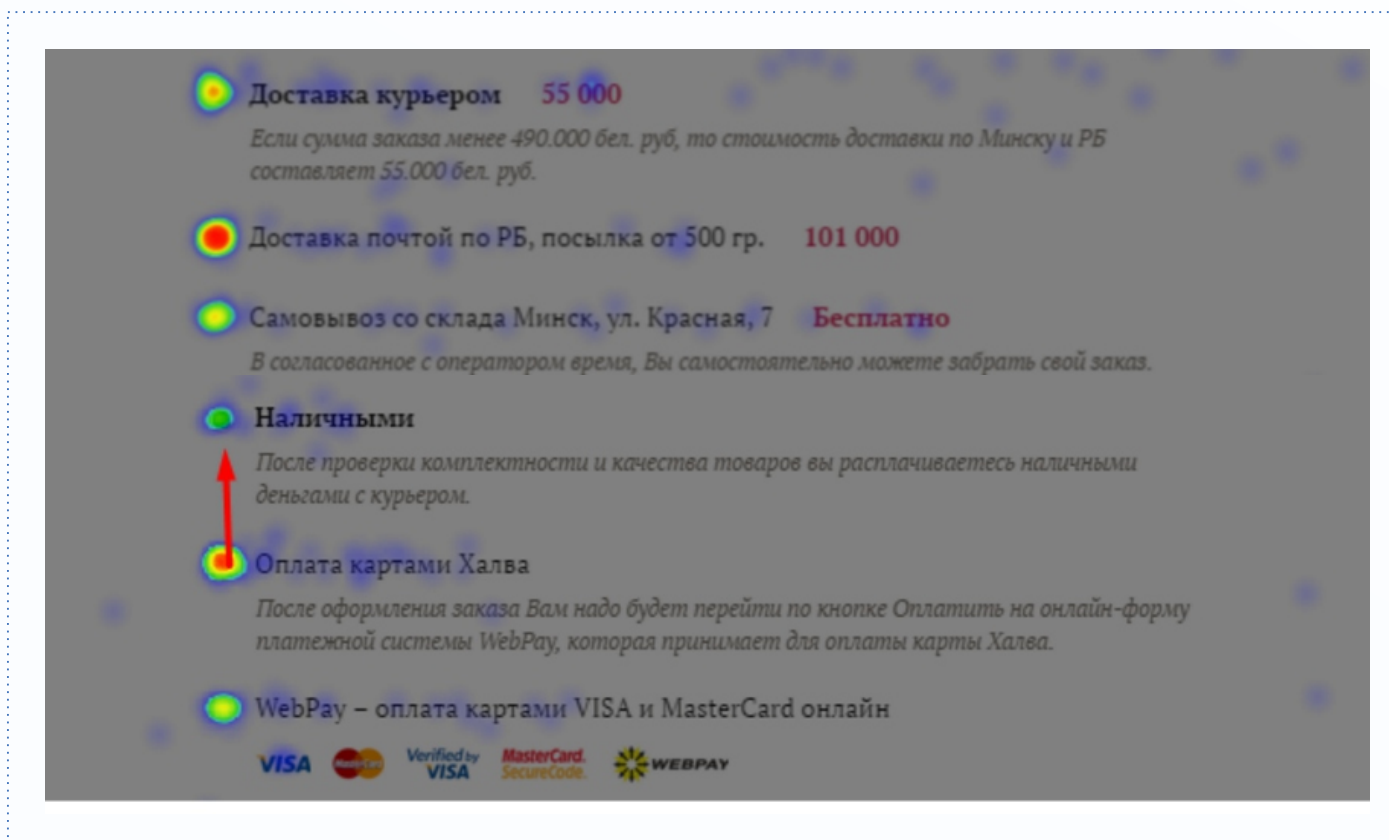 Доставка курьером 55 000
Если сумма заказа менее 490.000 бел. руб, то стоимость доставки по Минску и РБ
составляет 55.000 бел. руб.
Доставка почтой по РБ, посылка от 500 гр. 101 000
Самовывоз со склада Минск, ул. Красная, 7 Бесплатно
В согласованное с оператором время, Вы самостоятельно можете забрать свой заказ.
Наличными
После проверки комплектности и качества товаров вы расплачиваетесь наличными
деньгами с курьером.
Оплата картами Халва
После оформления заказа Вам надо будет перейти по кнопке Оплатить на онлайн-форму
платежной системы WebPay, которая принимает для оплаты карты Халва.
WebPay – оплата картами VISA и MasterCard онлайн
VISA MasterCard Verified by VISA MasterCard. SecureCode. WEBPAY